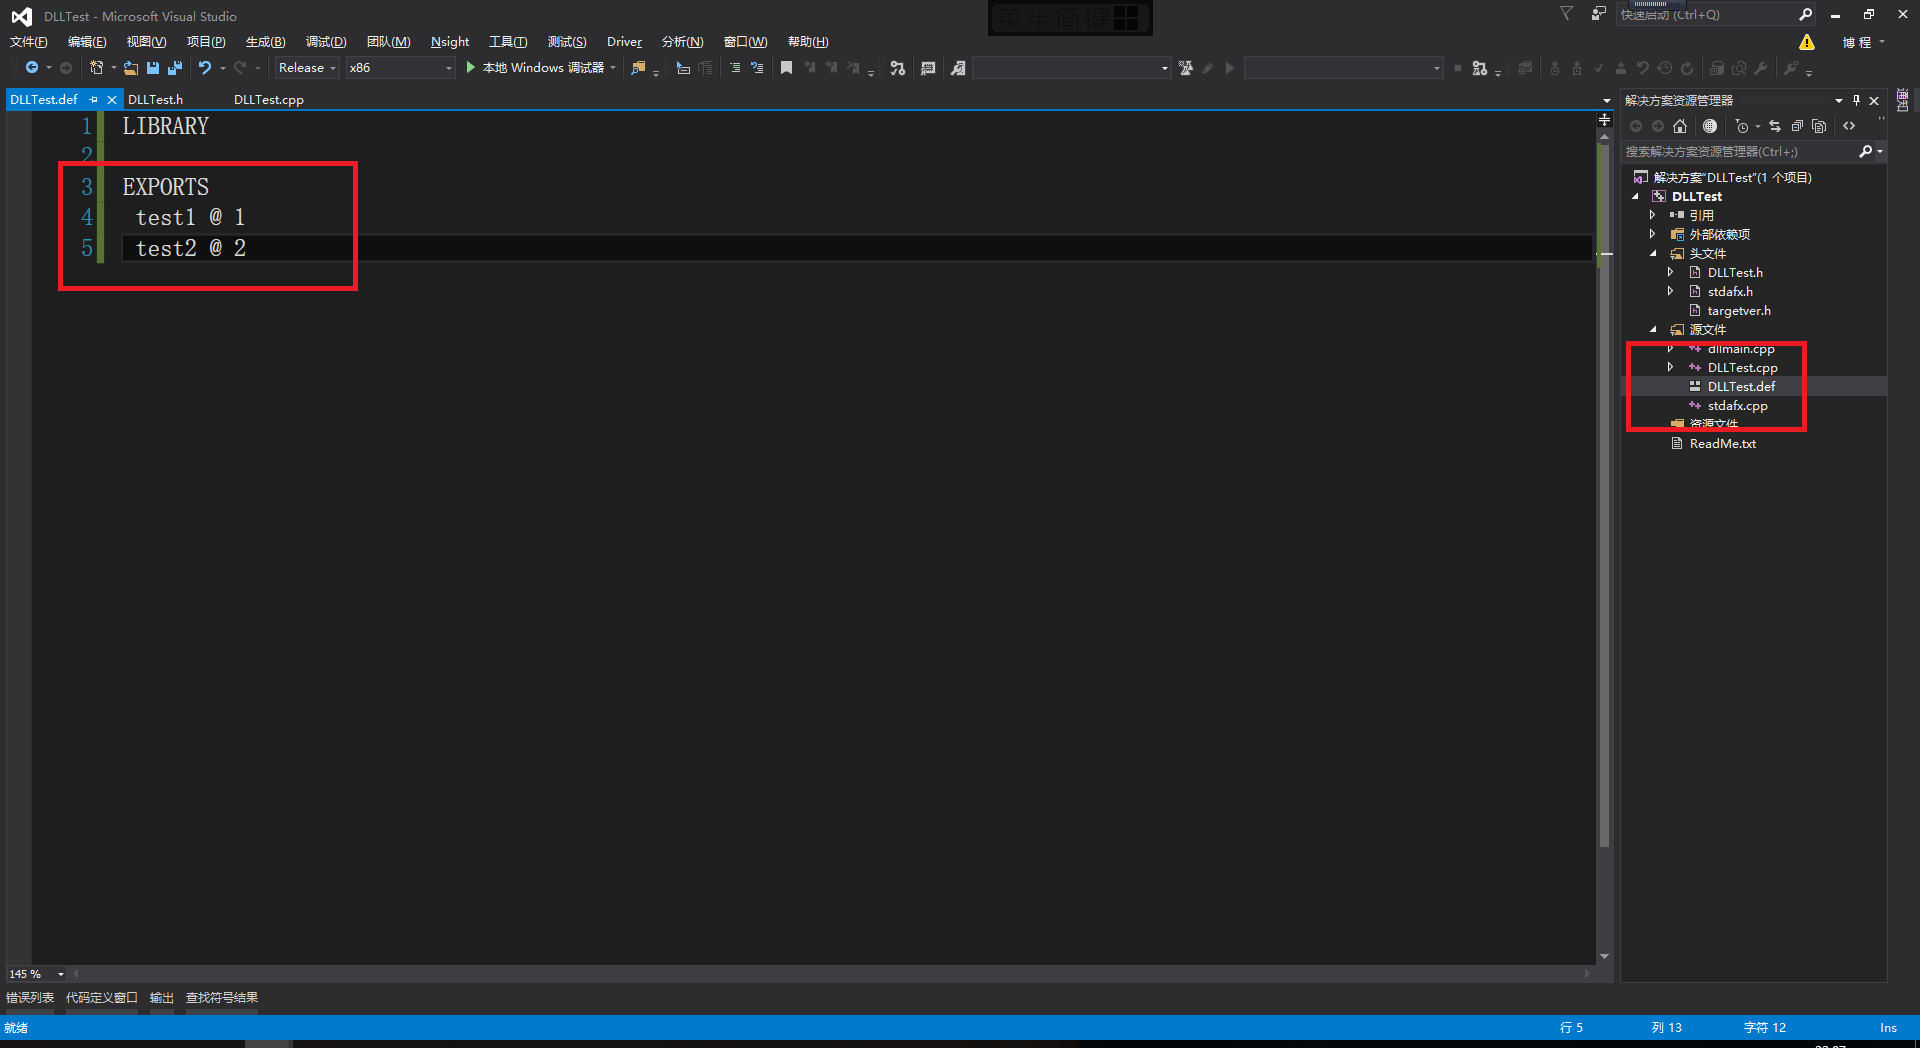 DLLTest - Microsoft Visual Studio
英半简键
快速启动 (Ctrl+Q)
文件(F) 编辑(E) 视图(V) 项目(P) 生成(B) 调试(D) 团队(M) Nsight 工具(T) 测试(S) Driver 分析(N) 窗口(W) 帮助(H)
博 程
Release x86 本地 Windows 调试器
DLLTest.def DLLTest.h DLLTest.cpp
1 LIBRARY
2
3 EXPORTS
4 test1 @ 1
5 test2 @ 2
解决方案资源管理器
通知
搜索解决方案资源管理器(Ctrl+;)
解决方案"DLLTest"(1 个项目)
DLLTest
引用
外部依赖项
头文件
DLLTest.h
stdafx.h
targetver.h
源文件
dllmain.cpp
DLLTest.cpp
DLLTest.def
stdafx.cpp
资源文件
ReadMe.txt
145 %
错误列表 代码定义窗口 输出 查找符号结果
就绪 行 5 列 13 字符 12 Ins